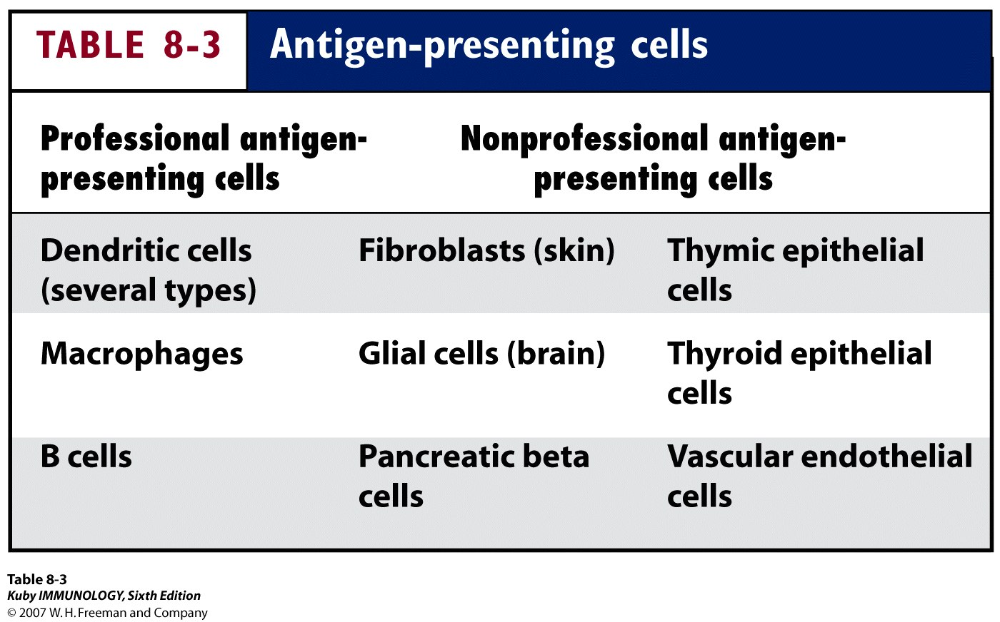 TABLE 8-3 Antigen-presenting cells
Professional antigen-
presenting cells
Nonprofessional antigen-
presenting cells
Dendritic cells
(several types)
Fibroblasts (skin)
Thymic epithelial
cells
Macrophages
Glial cells (brain)
Thyroid epithelial
cells
B cells
Pancreatic beta
cells
Vascular endothelial
cells
Table 8-3
Kuby IMMUNOLOGY, Sixth Edition
© 2007 W. H. Freeman and Company